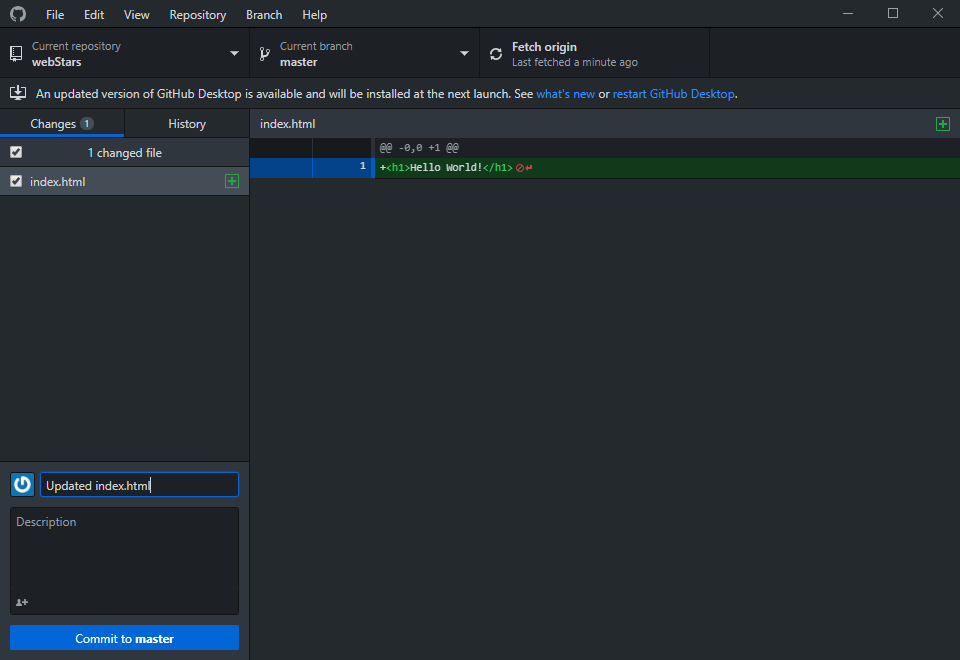 File Edit View Repository Branch Help
Current repository
webStars
Current branch
master
Fetch origin
Last fetched a minute ago
An updated version of GitHub Desktop is available and will be installed at the next launch. See what's new or restart GitHub Desktop.
Changes 1
History
index.html
1 changed file
index.html
@@ -0,0 +1 @@
1 +<h1>Hello World!</h1>
Updated index.html
Description
Commit to master